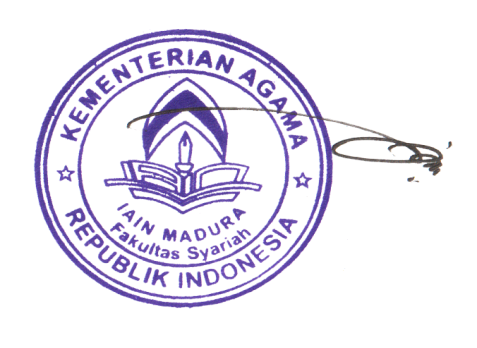 KEMENTERIAN AGAMA
IAIN MADURA
Fakultas Syariah
REPUBLIK INDONESIA